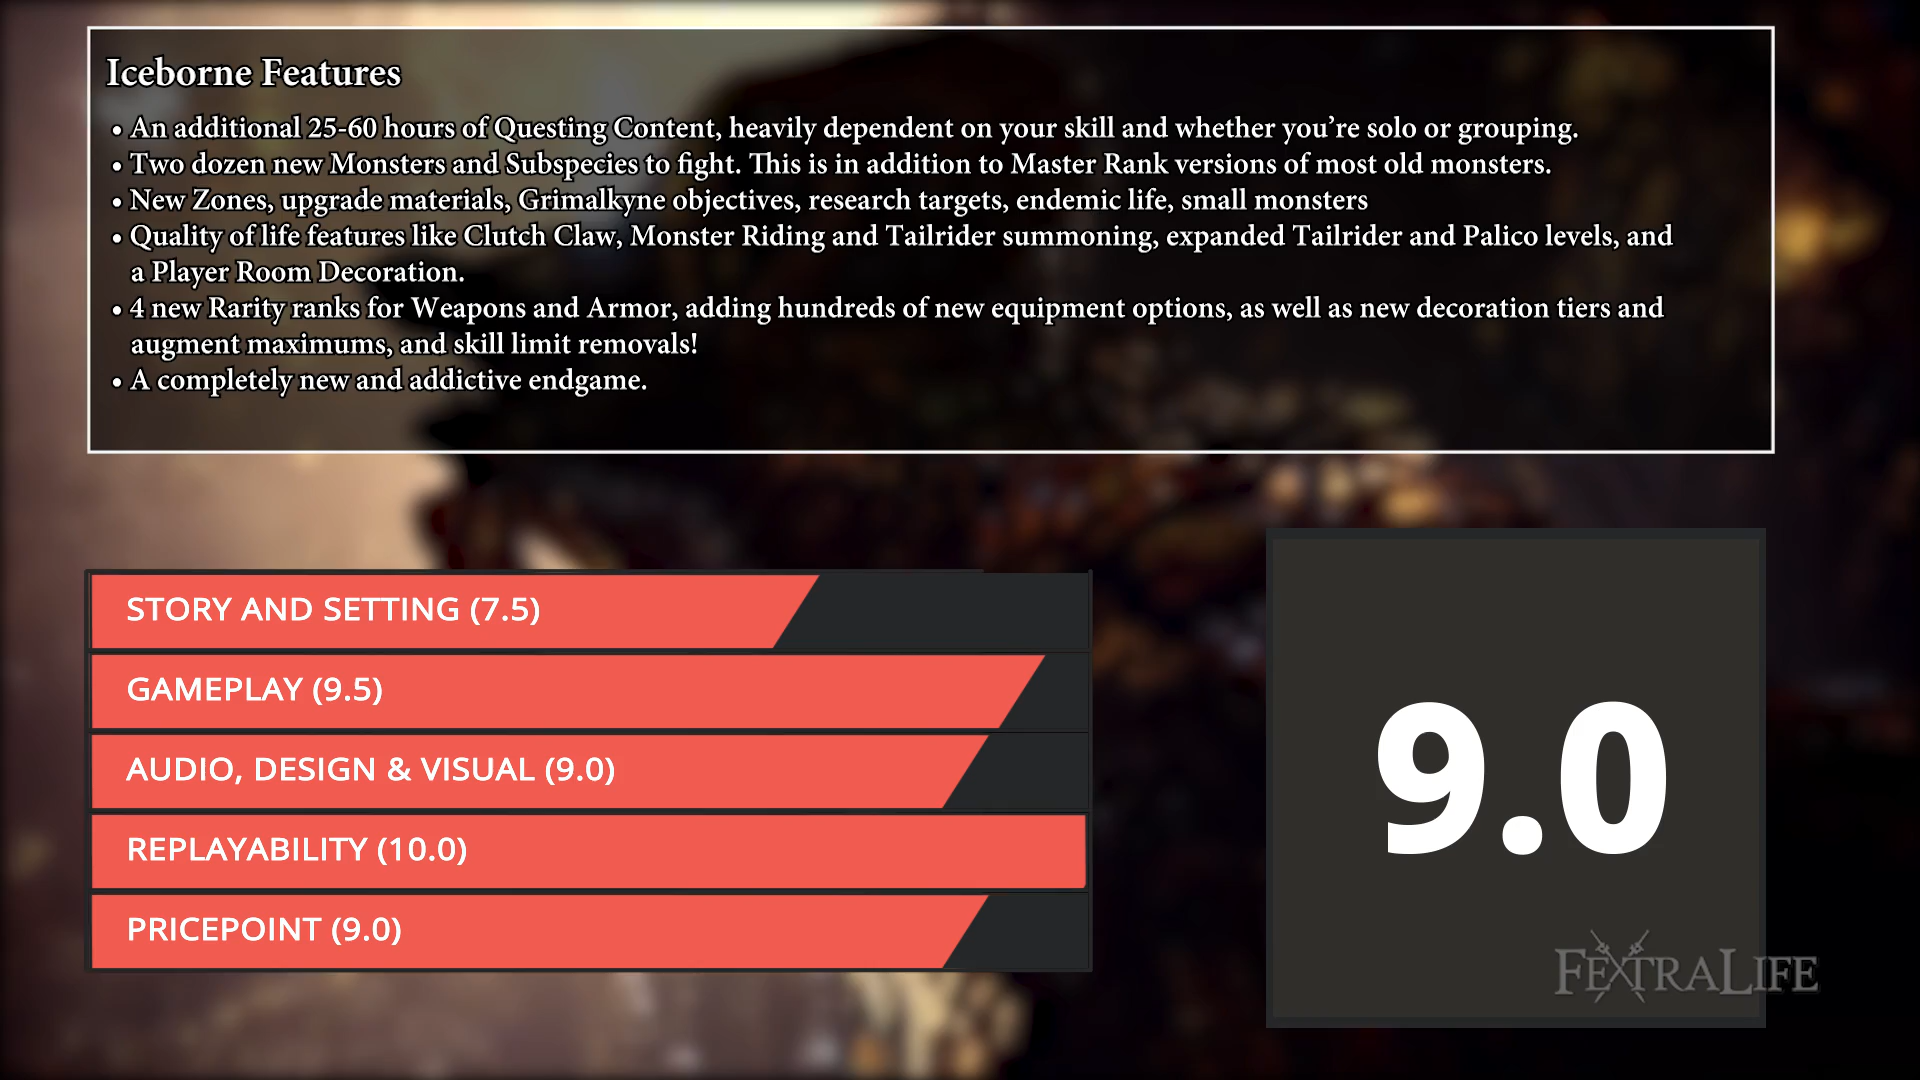 Iceborne Features
• An additional 25-60 hours of Questing Content, heavily dependent on your skill and whether you're solo or grouping.
• Two dozen new Monsters and Subspecies to fight. This is in addition to Master Rank versions of most old monsters.
• New Zones, upgrade materials, Grimalkyne objectives, research targets, endemic life, small monsters
• Quality of life features like Clutch Claw, Monster Riding and Tailrider summoning, expanded Tailrider and Palico levels, and
a Player Room Decoration.
• 4 new Rarity ranks for Weapons and Armor, adding hundreds of new equipment options, as well as new decoration tiers and
augment maximums, and skill limit removals!
• A completely new and addictive endgame.
STORY AND SETTING (7.5)
GAMEPLAY (9.5)
AUDIO, DESIGN & VISUAL (9.0)
REPLAYABILITY (10.0)
PRICEPOINT (9.0)
9.0
FEXTRALIFE